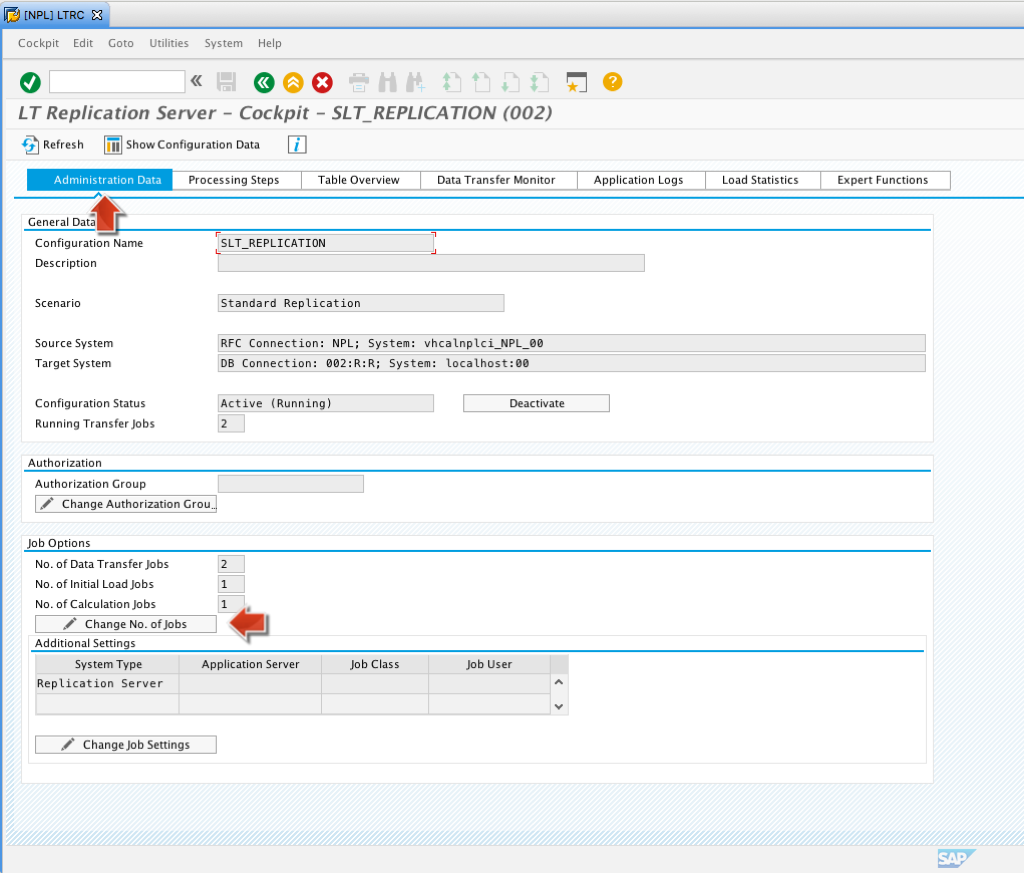 [NPL] LTRC
Cockpit Edit Goto Utilities System Help
LT Replication Server - Cockpit - SLT_REPLICATION (002)
Refresh Show Configuration Data i
Administration Data Processing Steps Table Overview Data Transfer Monitor Application Logs Load Statistics Expert Functions
General Data
Configuration Name SLT_REPLICATION
Description
Scenario Standard Replication
Source System RFC Connection: NPL; System: vhcalnplci_NPL_00
Target System DB Connection: 002:R:R; System: localhost:00
Configuration Status Active (Running) Deactivate
Running Transfer Jobs 2
Authorization
Authorization Group
Change Authorization Grou..
Job Options
No. of Data Transfer Jobs 2
No. of Initial Load Jobs 1
No. of Calculation Jobs 1
Change No. of Jobs
Additional Settings
System Type Application Server Job Class Job User
Replication Server
Change Job Settings
SAP